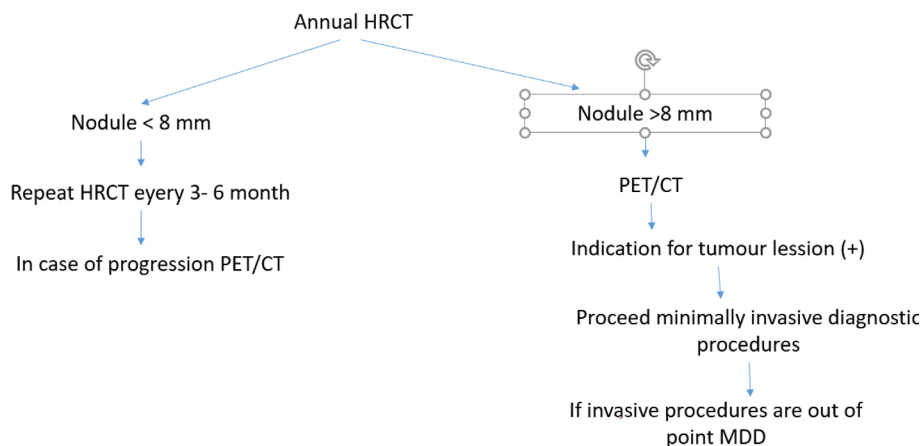 Annual HRCT
Nodule < 8 mm
Nodule >8 mm
Repeat HRCT eyery 3- 6 month
PET/CT
In case of progression PET/CT
Indication for tumour lession (+)
Proceed minimally invasive diagnostic
procedures
If invasive procedures are out of
point MDD